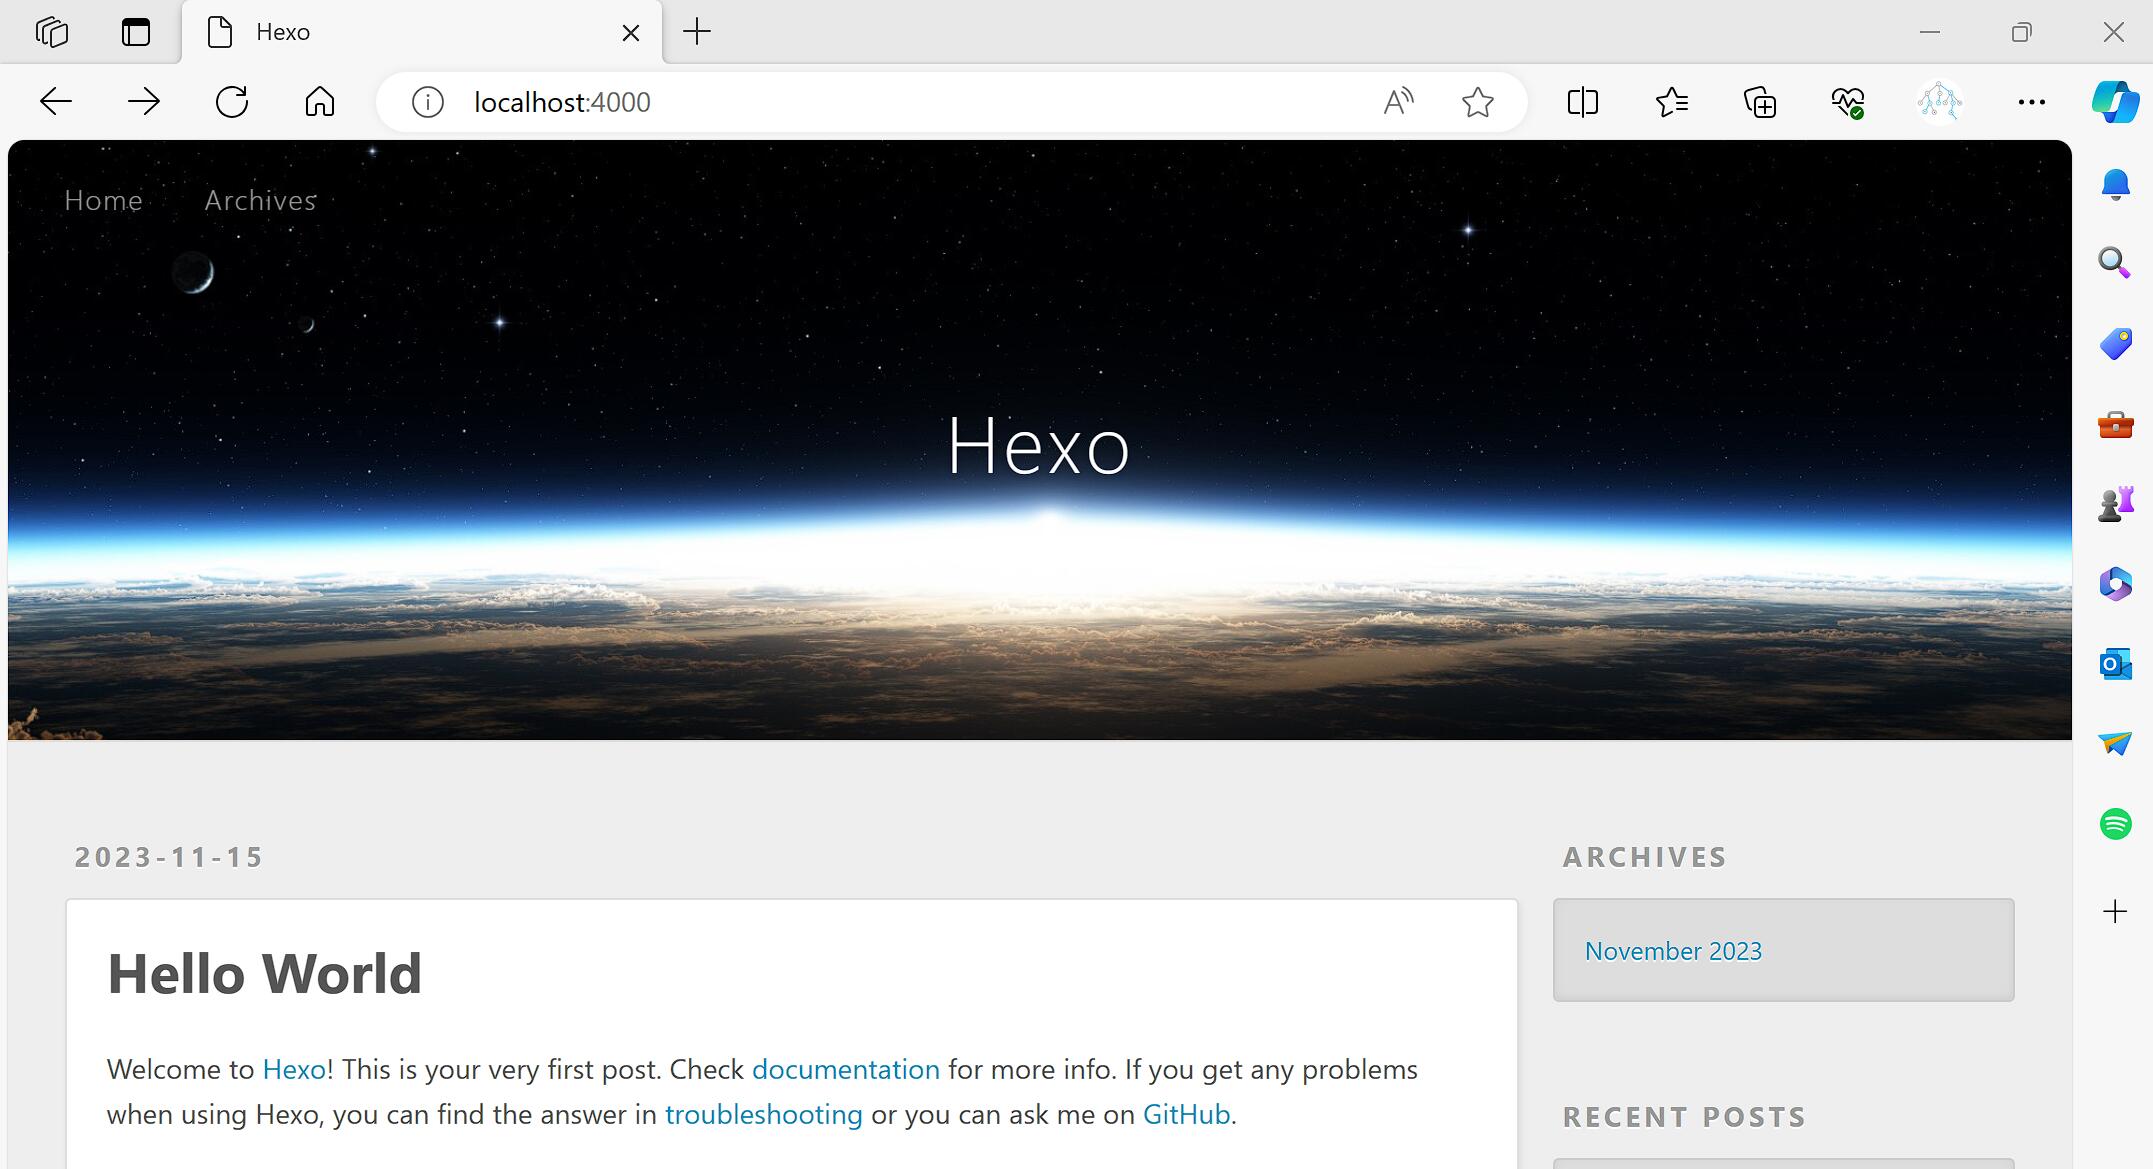 Hexo
localhost:4000
Home Archives
Hexo
2023-11-15
Hello World
Welcome to Hexo! This is your very first post. Check documentation for more info. If you get any problems
when using Hexo, you can find the answer in troubleshooting or you can ask me on GitHub.
ARCHIVES
November 2023
RECENT POSTS